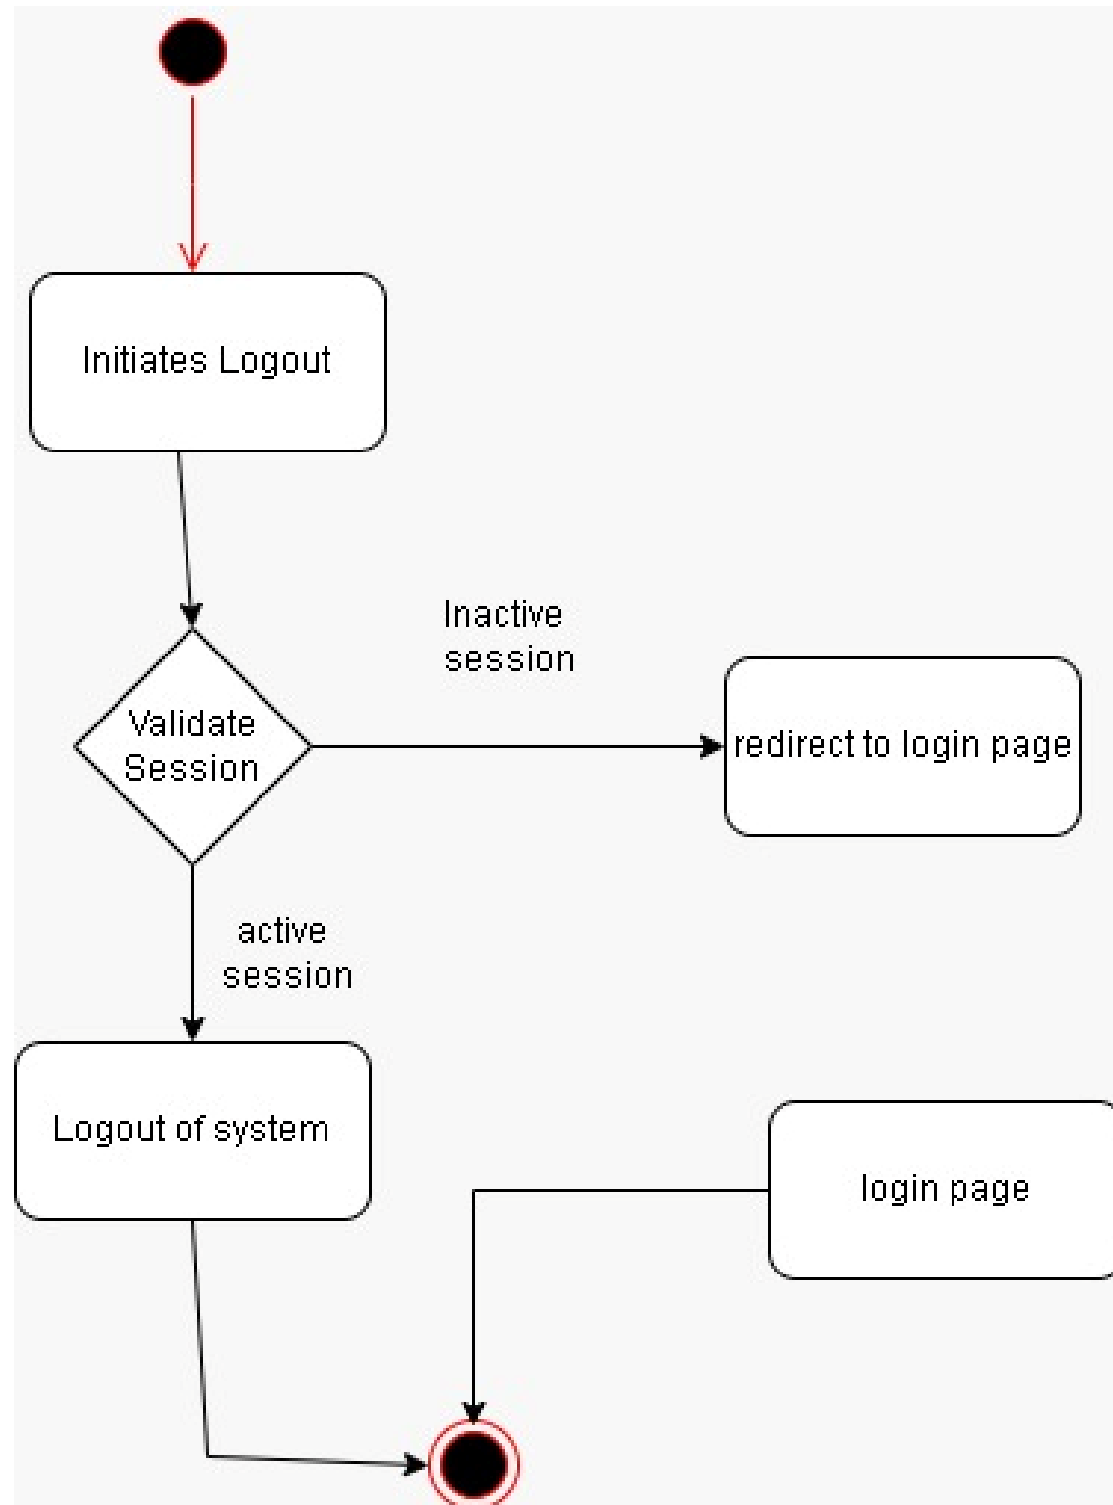 Initiates Logout
Inactive
session
Validate
Session
redirect to login page
active
session
Logout of system
login page